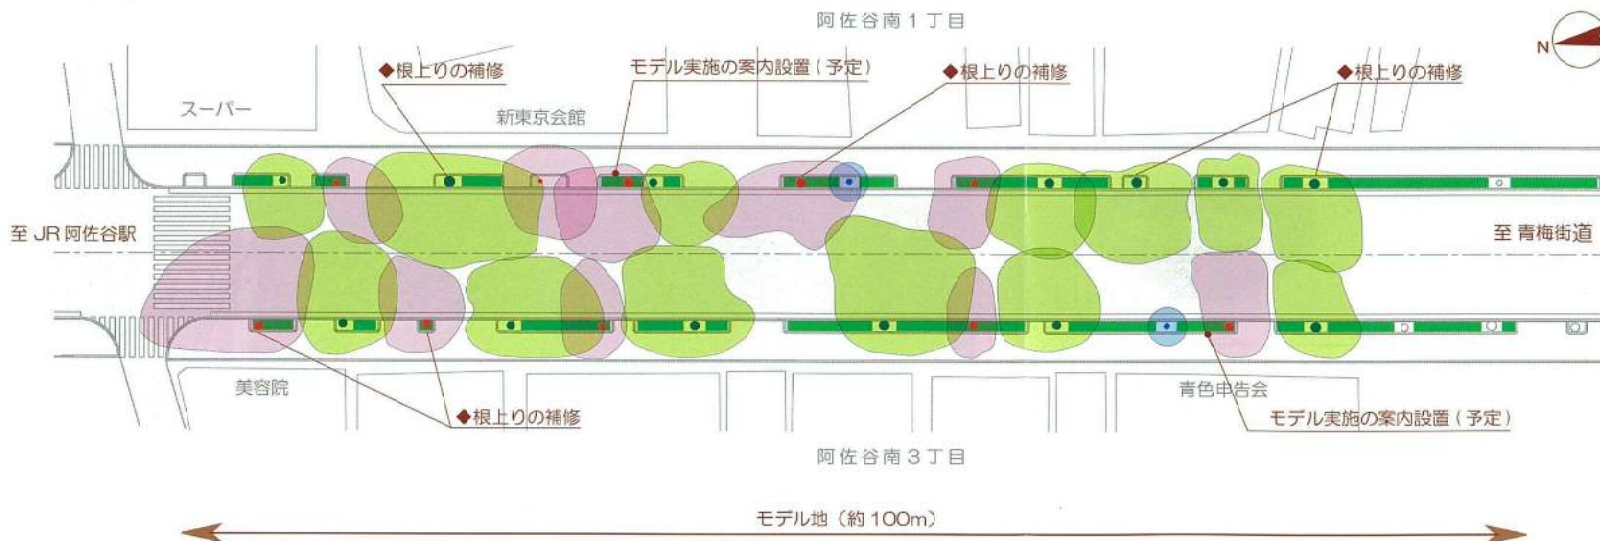 阿佐谷南1丁目
N
◆根上りの補修
モデル実施の案内設置(予定)
◆根上りの補修
◆根上りの補修
スーパー
新東京会館
至 JR 阿佐谷駅
至 青梅街道
美容院
青色申告会
◆根上りの補修
モデル実施の案内設置(予定)
阿佐谷南3丁目
モデル地(約100m)